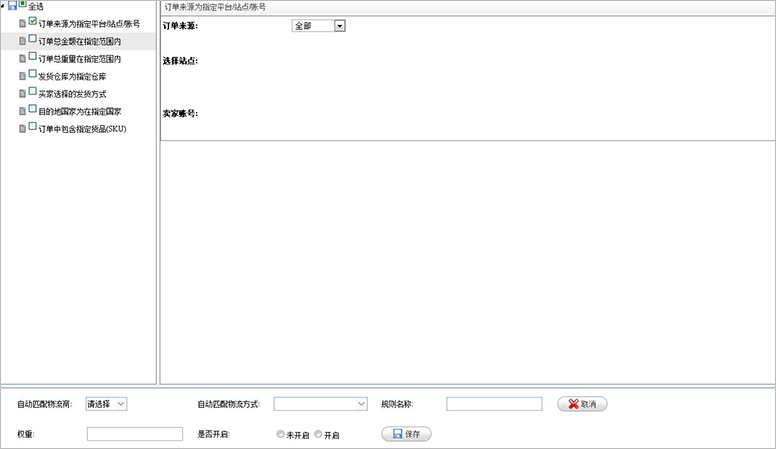 全选
订单来源为指定平台/站点/账号
订单总金额在指定范围内
订单总重量在指定范围内
发货仓库为指定仓库
买家选择的发货方式
目的地国家为在指定国家
订单中包含指定货品(SKU)
订单来源为指定平台/站点/账号
订单来源: 全部
选择站点:
卖家账号:
自动匹配物流商: 请选择 自动匹配物流方式: 规则名称: 取消
权重: 是否开启: 未开启 开启 保存